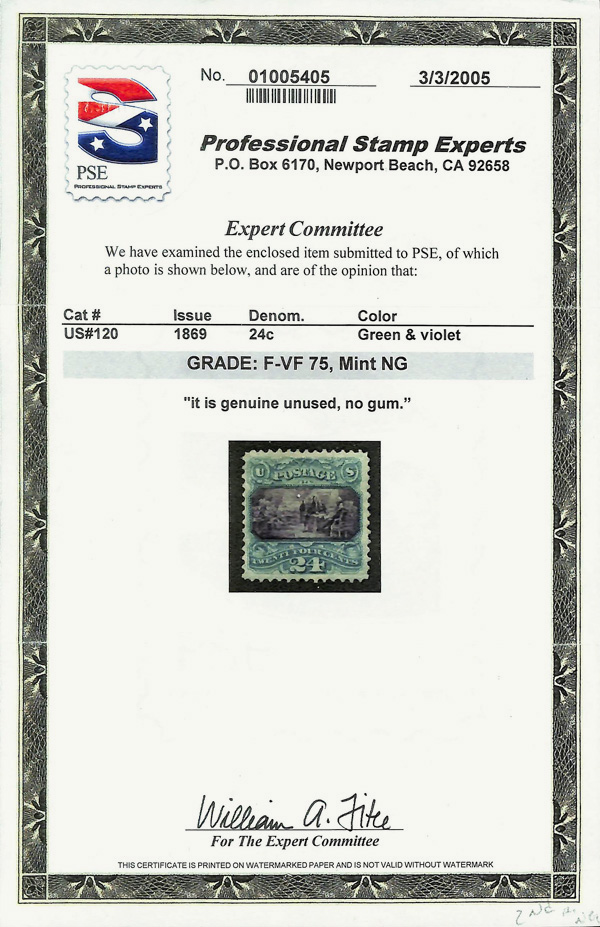 No. 01005405 3/3/2005
PSE
PROFESSIONAL STAMP EXPERTS
Professional Stamp Experts
P.O. Box 6170, Newport Beach, CA 92658
Expert Committee
We have examined the enclosed item submitted to PSE, of which
a photo is shown below, and are of the opinion that:
Cat # Issue Denom. Color
US#120 1869 24c Green & violet
GRADE: F-VF 75, Mint NG
"it is genuine unused, no gum.”
U POSTAGE S
TWENTY FOUR CENTS
24
William A.
For The Expert Committee
THIS CERTIFICATE IS PRINTED ON WATERMARKED PAPER AND IS NOT VALID WITHOUT WATERMARK